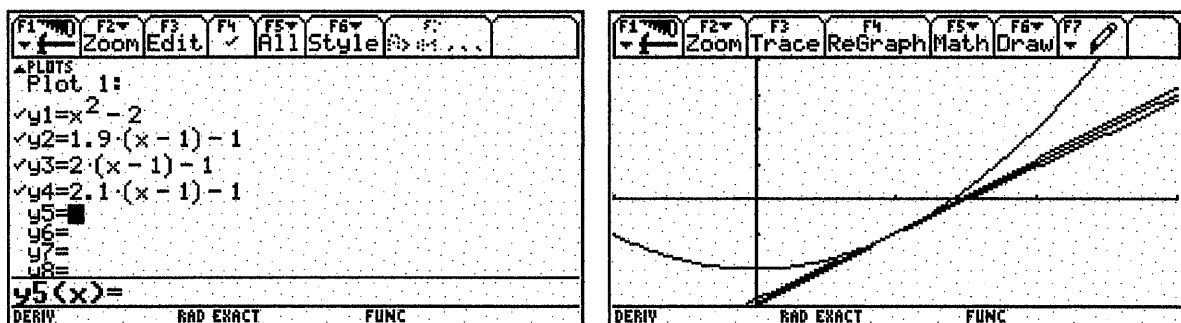 F1 F2 F3 F4 F5 F6 F7
Zoom Edit ✓ All Style
PLOTS
Plot 1:
✓y1=x² - 2
✓y2=1.9·(x - 1) - 1
✓y3=2·(x - 1) - 1
✓y4=2.1·(x - 1) - 1
y5=
y6=
y7=
y8=
y5(x)=
DERIV RAD EXACT FUNC
F1 F2 F3 F4 F5 F6 F7
Zoom Trace ReGraph Math Draw
DERIV RAD EXACT FUNC